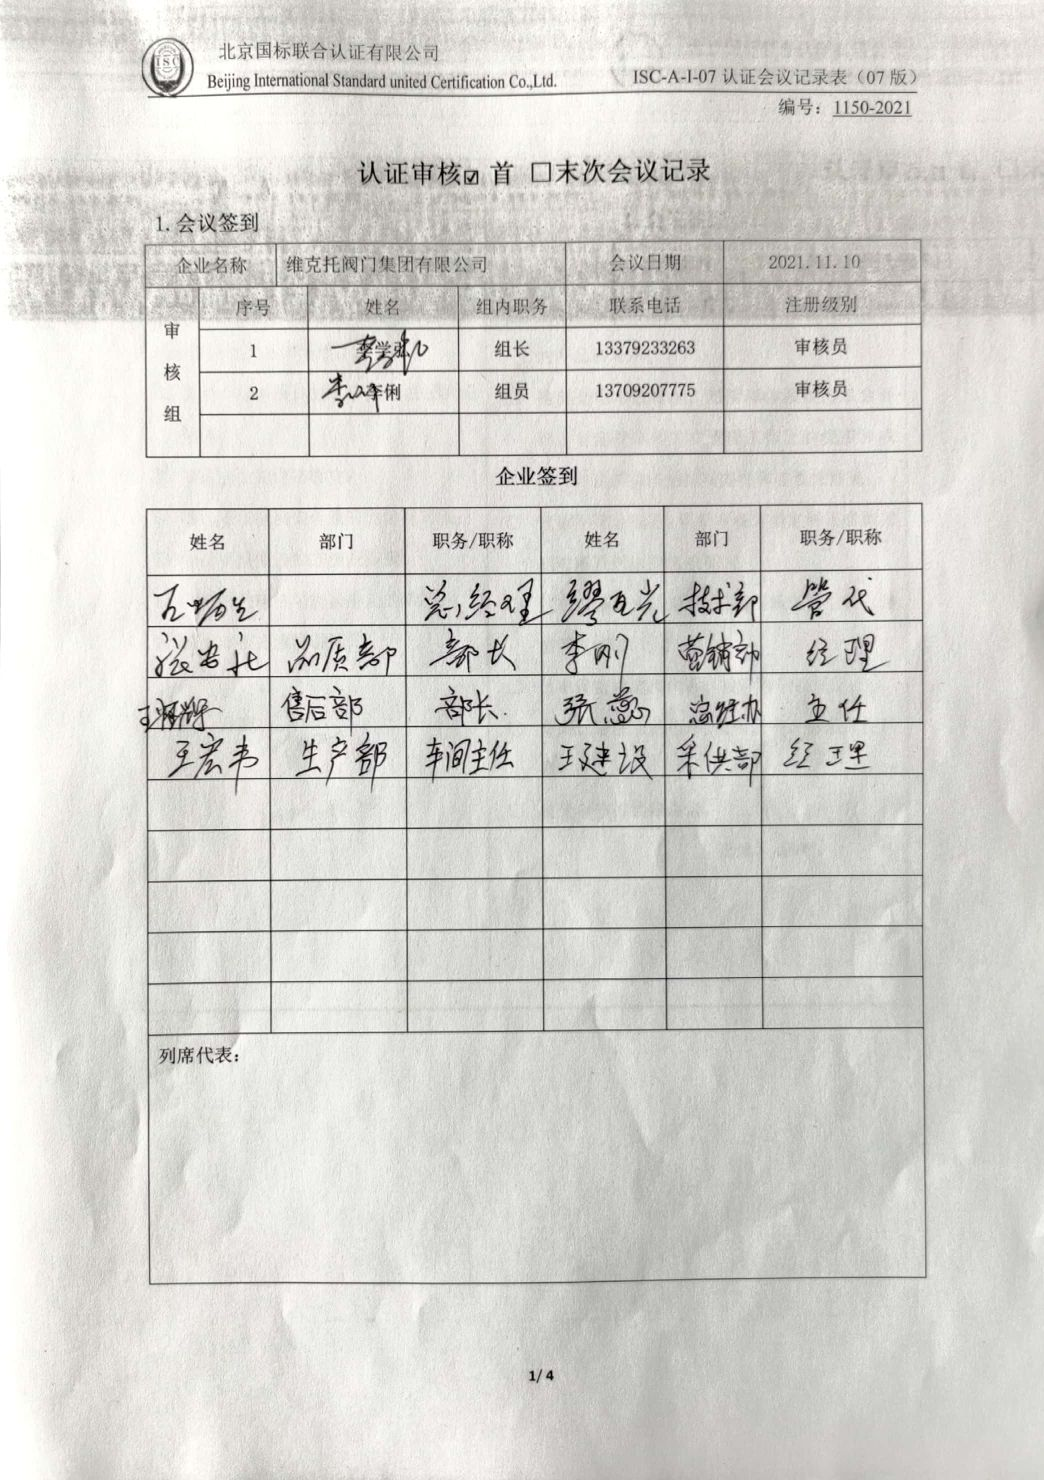 北京国标联合认证有限公司
Beijing International Standard united Certification Co.,Ltd.
ISC-A-I-07 认证会议记录表（07 版）
编号：1150-2021
认证审核☑ 首 □末次会议记录
1.会议签到
企业名称 维克托阀门集团有限公司 会议日期 2021.11.10
审核组
序号 姓名 组内职务 联系电话 注册级别
1 组长 13379233263 审核员
2 李俐 组员 13709207775 审核员
企业签到
姓名 部门 职务/职称 姓名 部门 职务/职称
总经理 技术部 管代
品质部 部长 李刚 营销部 经理
售后部 部长. 张蕊 总经办 主任
王宏韦 生产部 车间主任 王建设 采供部 经理
列席代表：
1/ 4